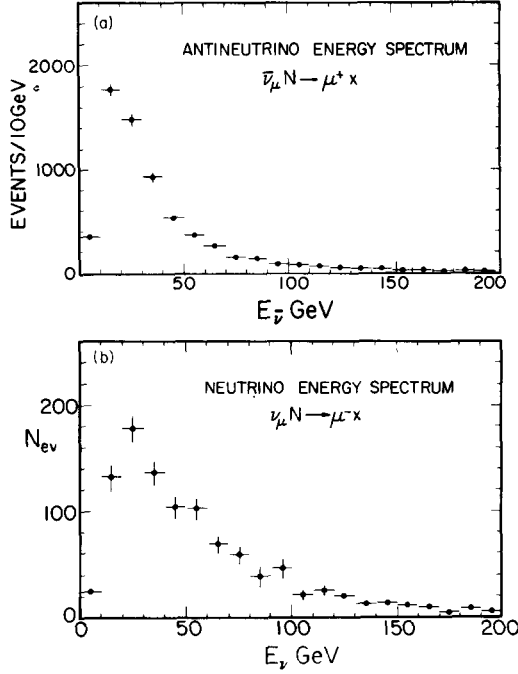 (a)
ANTINEUTRINO ENERGY SPECTRUM
ν̄μ N → μ⁺ x
EVENTS/10GeV
2000
1000
0
50
100
150
200
Eν̄ GeV
(b)
NEUTRINO ENERGY SPECTRUM
νμ N → μ⁻ x
Nev
200
100
0
0
50
100
150
200
Eν GeV